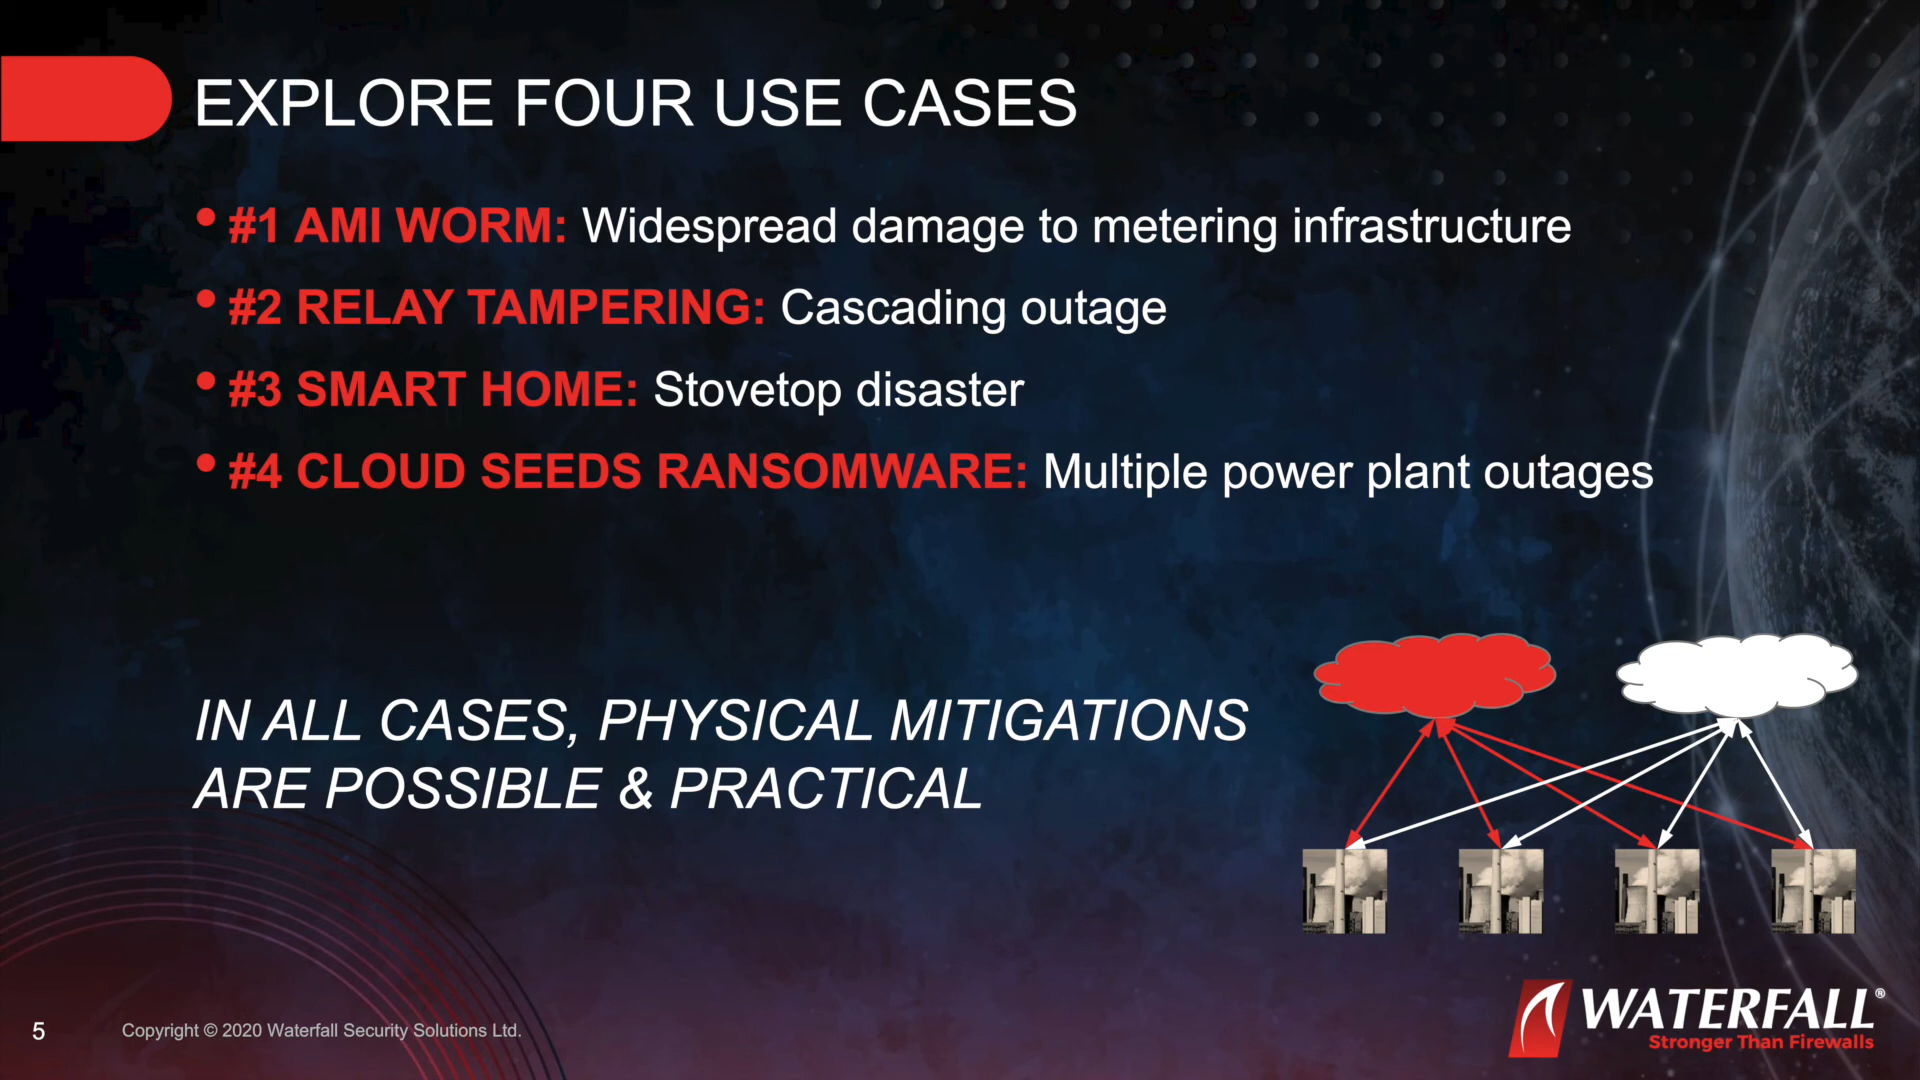 EXPLORE FOUR USE CASES
• #1 AMI WORM: Widespread damage to metering infrastructure
• #2 RELAY TAMPERING: Cascading outage
• #3 SMART HOME: Stovetop disaster
• #4 CLOUD SEEDS RANSOMWARE: Multiple power plant outages
IN ALL CASES, PHYSICAL MITIGATIONS
ARE POSSIBLE & PRACTICAL
5
Copyright © 2020 Waterfall Security Solutions Ltd.
WATERFALL®
Stronger Than Firewalls